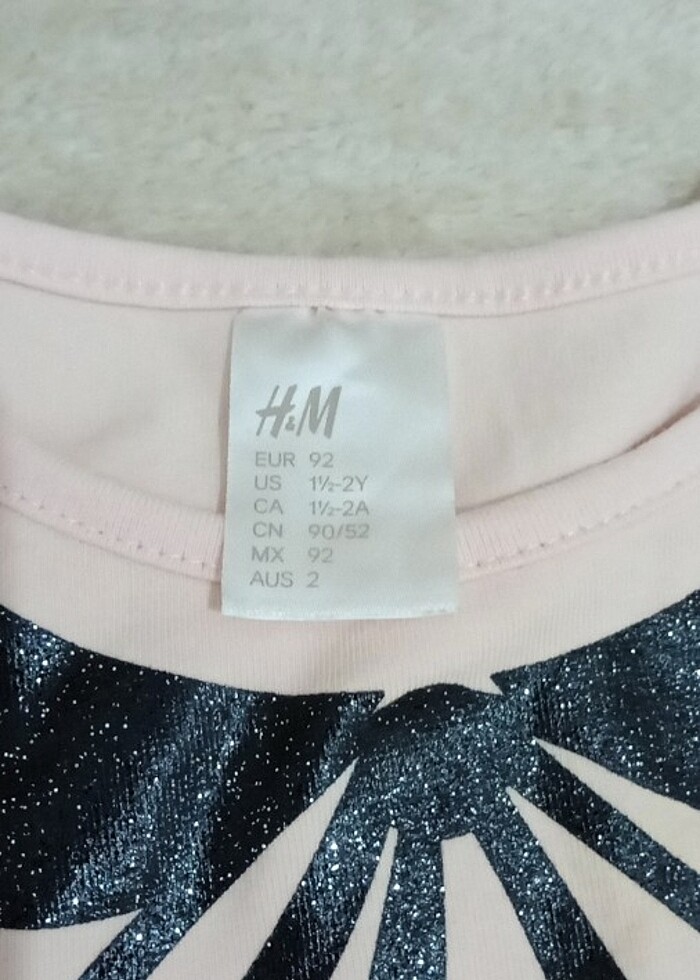 H&M
EUR 92
US 1½-2Y
CA 1½-2A
CN 90/52
MX 92
AUS 2